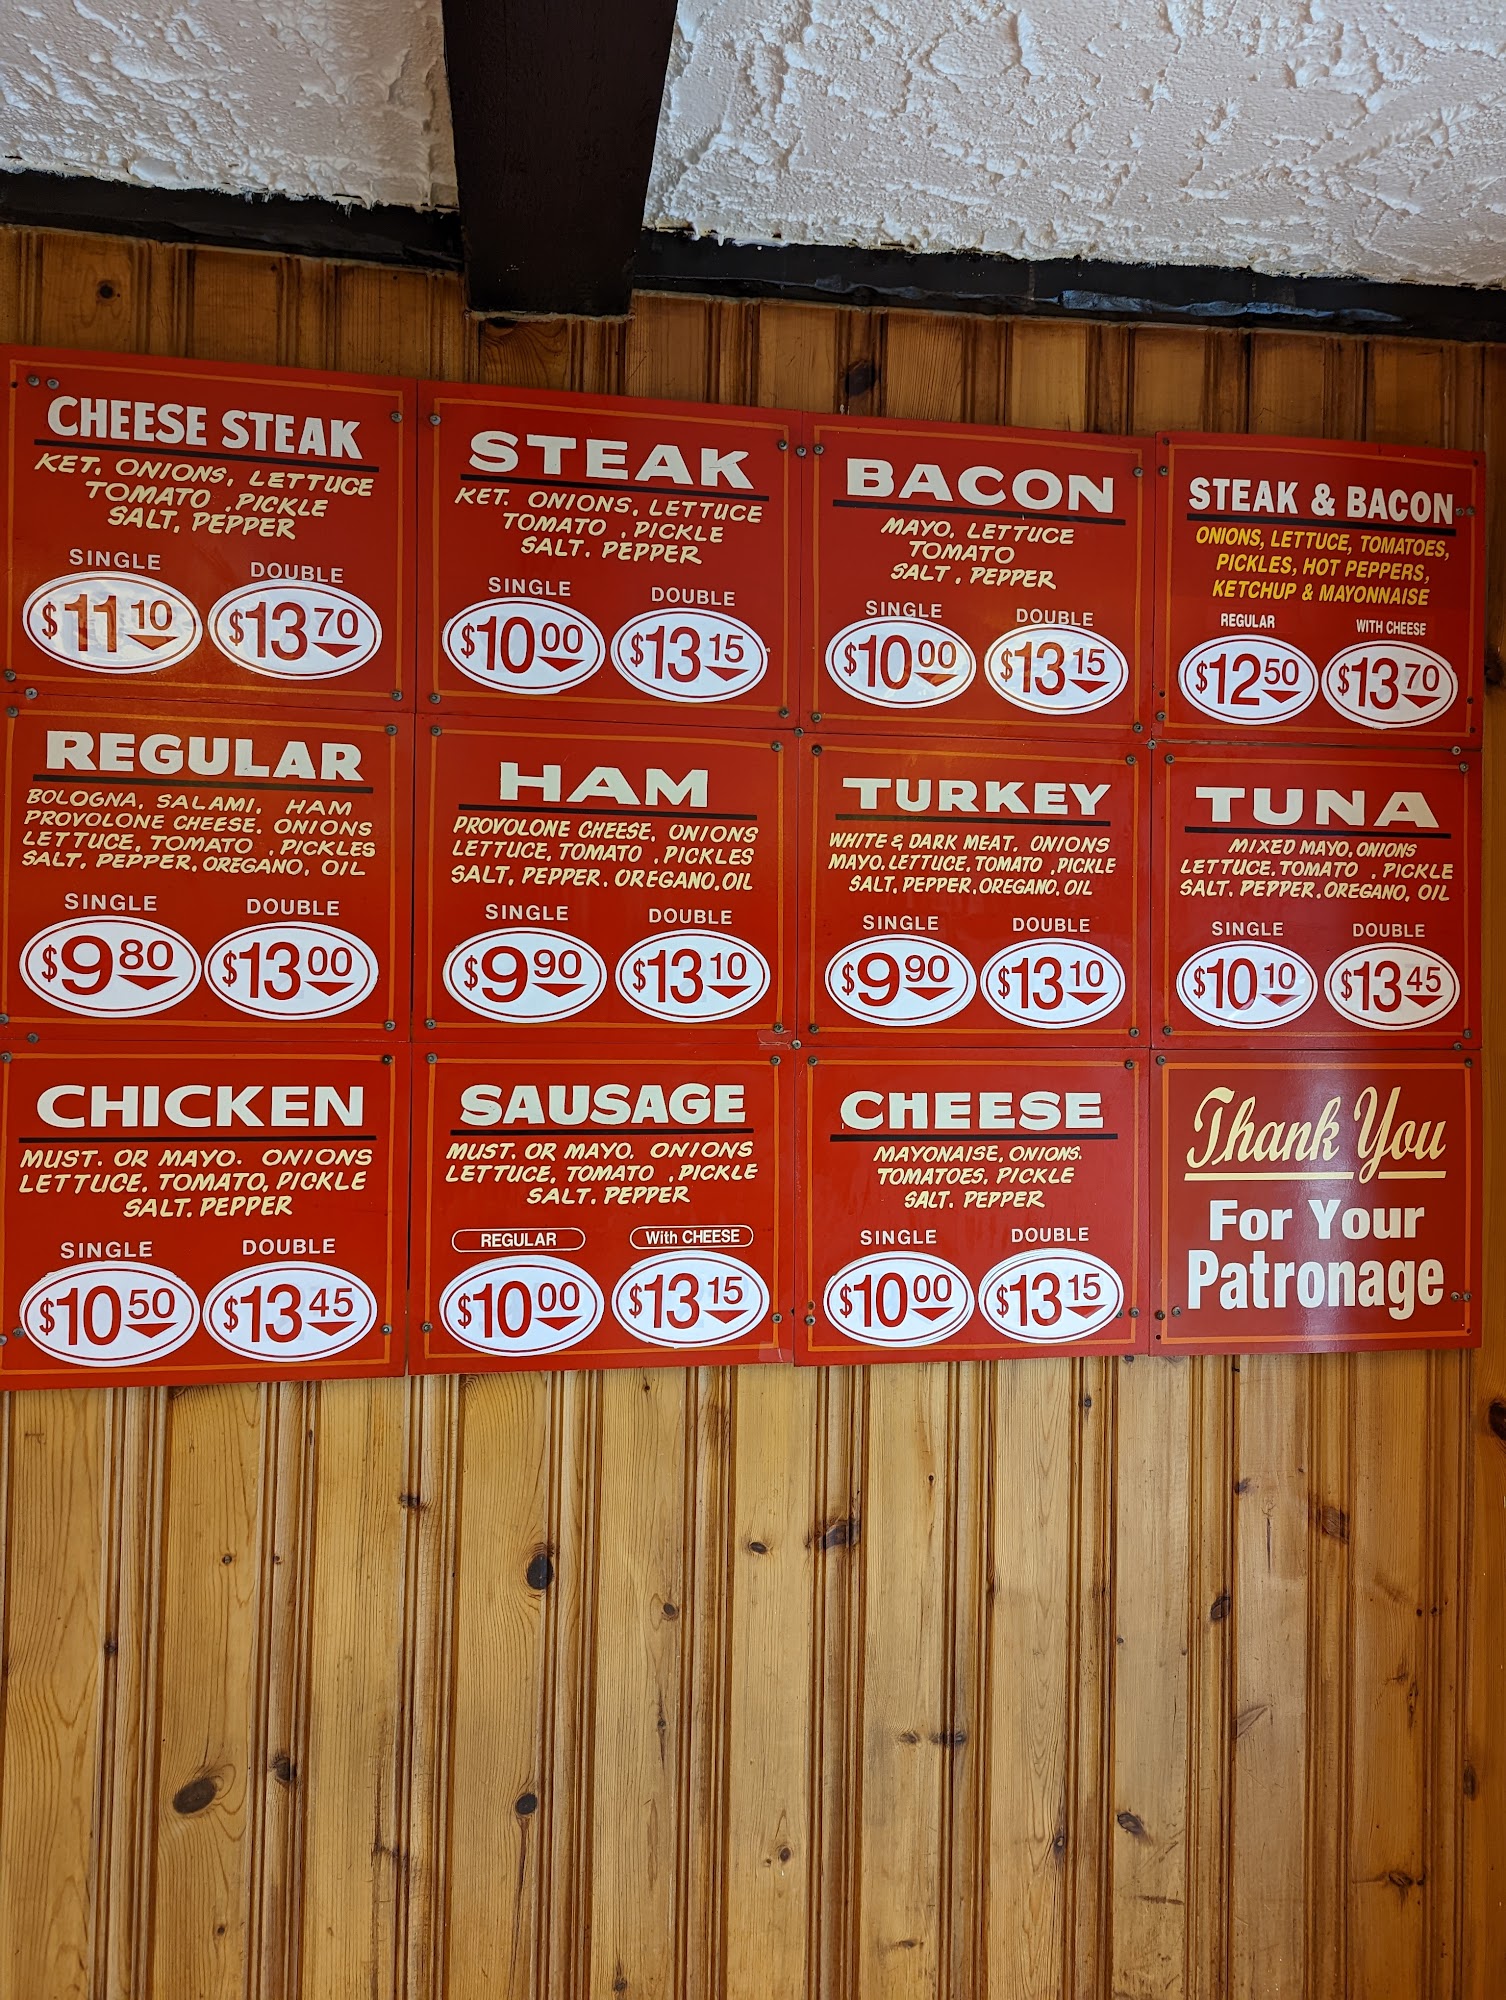 CHEESE STEAK
KET. ONIONS, LETTUCE
TOMATO , PICKLE
SALT, PEPPER
SINGLE DOUBLE
$11 10 $13 70
STEAK
KET. ONIONS, LETTUCE
TOMATO , PICKLE
SALT. PEPPER
SINGLE DOUBLE
$10 00 $13 15
BACON
MAYO, LETTUCE
TOMATO
SALT , PEPPER
SINGLE DOUBLE
$10 00 $13 15
STEAK & BACON
ONIONS, LETTUCE, TOMATOES,
PICKLES, HOT PEPPERS,
KETCHUP & MAYONNAISE
REGULAR WITH CHEESE
$12 50 $13 70
REGULAR
BOLOGNA, SALAMI, HAM
PROVOLONE CHEESE. ONIONS
LETTUCE, TOMATO , PICKLES
SALT, PEPPER, OREGANO, OIL
SINGLE DOUBLE
$9 80 $13 00
HAM
PROVOLONE CHEESE, ONIONS
LETTUCE, TOMATO , PICKLES
SALT, PEPPER. OREGANO, OIL
SINGLE DOUBLE
$9 90 $13 10
TURKEY
WHITE & DARK MEAT, ONIONS
MAYO, LETTUCE, TOMATO , PICKLE
SALT, PEPPER, OREGANO, OIL
SINGLE DOUBLE
$9 90 $13 10
TUNA
MIXED MAYO, ONIONS
LETTUCE, TOMATO , PICKLE
SALT, PEPPER, OREGANO, OIL
SINGLE DOUBLE
$10 10 $13 45
CHICKEN
MUST. OR MAYO. ONIONS
LETTUCE, TOMATO, PICKLE
SALT. PEPPER
SINGLE DOUBLE
$10 50 $13 45
SAUSAGE
MUST. OR MAYO. ONIONS
LETTUCE, TOMATO , PICKLE
SALT. PEPPER
REGULAR With CHEESE
$10 00 $13 15
CHEESE
MAYONAISE, ONIONS.
TOMATOES, PICKLE
SALT. PEPPER
SINGLE DOUBLE
$10 00 $13 15
Thank You
For Your
Patronage